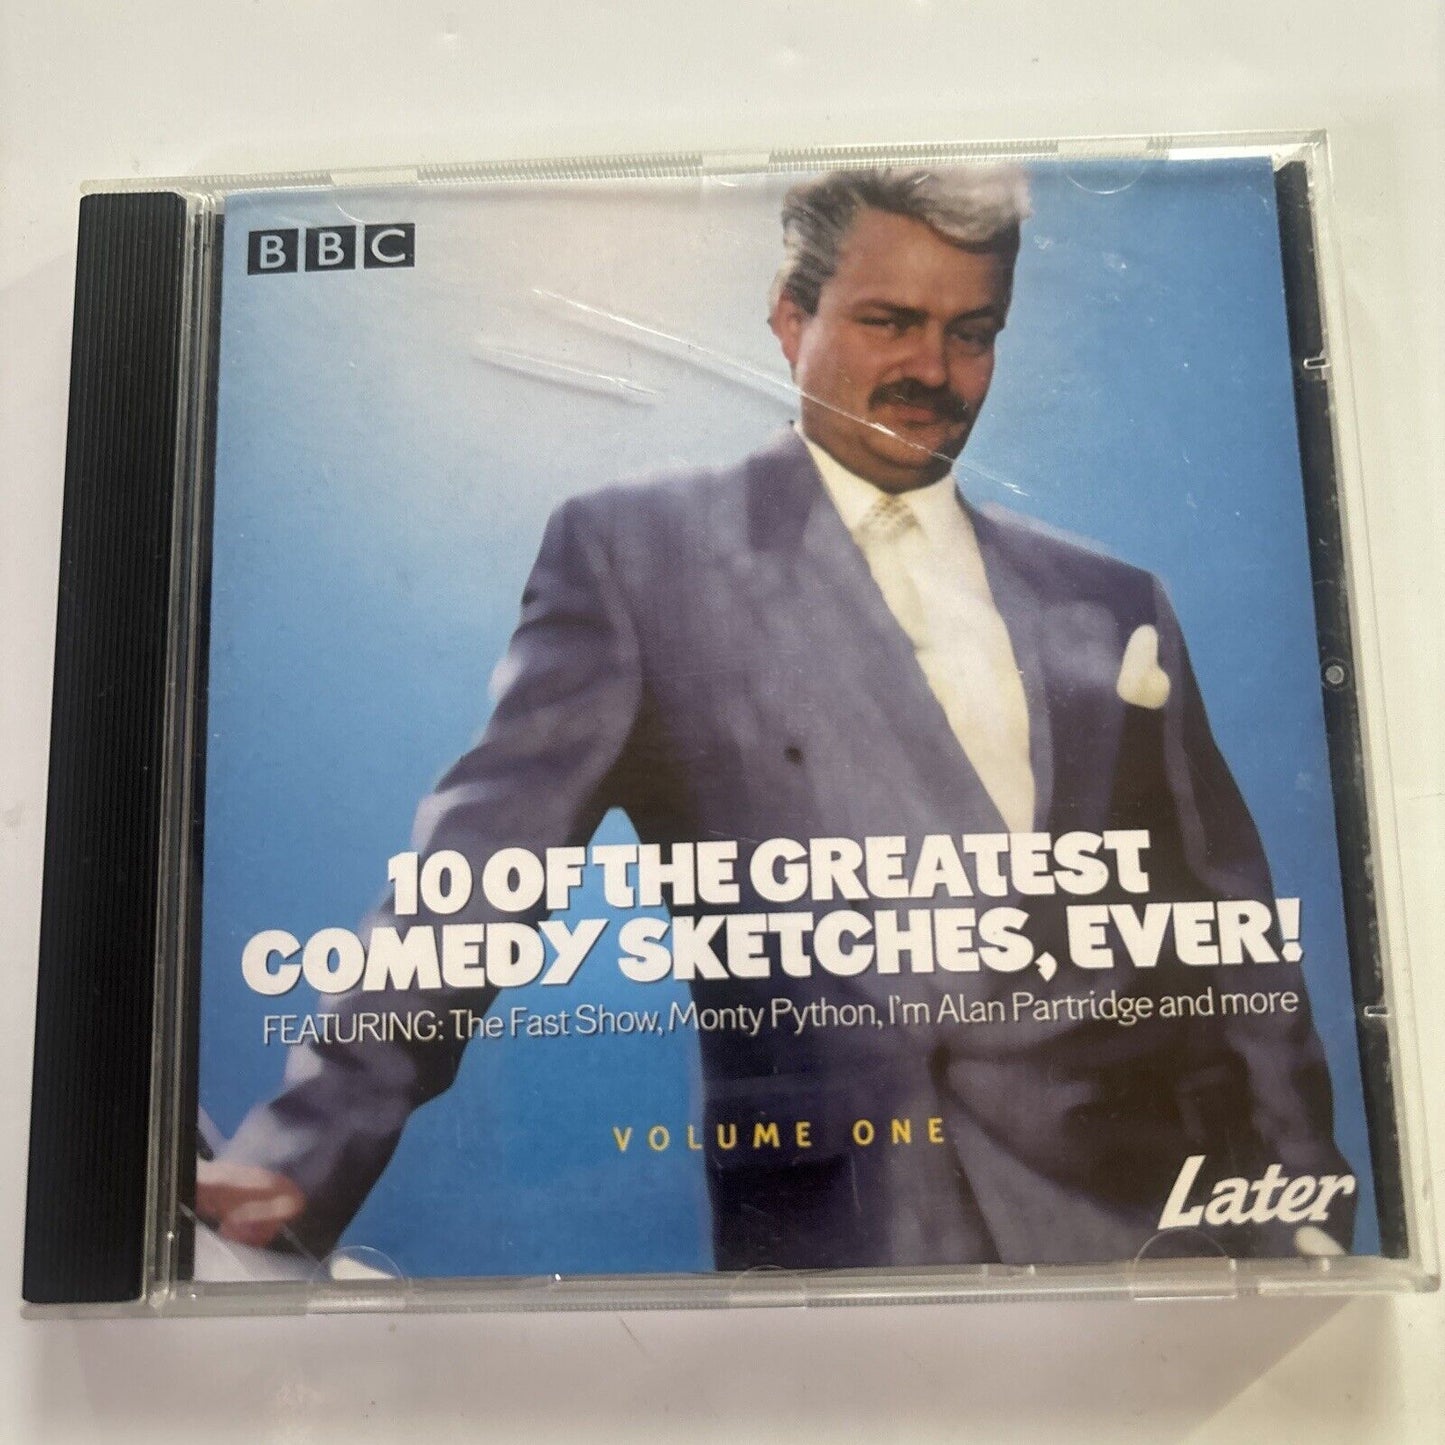 BBC
10 OF THE GREATEST
COMEDY SKETCHES, EVER!
FEATURING: The Fast Show, Monty Python, I'm Alan Partridge and more
VOLUME ONE
Later